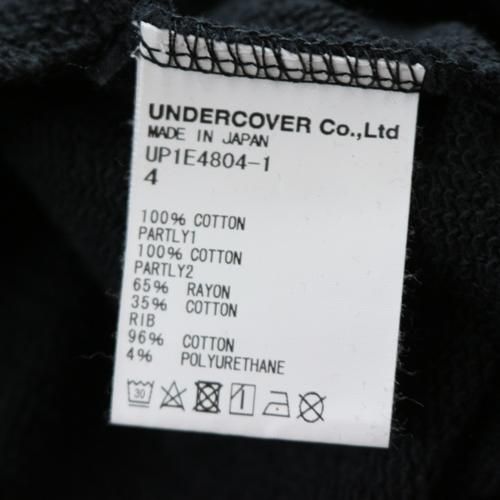 UNDERCOVER Co.,Ltd
MADE IN JAPAN
UP1E4804-1
4
100% COTTON
PARTLY1
100% COTTON
PARTLY2
65% RAYON
35% COTTON
RIB
96% COTTON
4% POLYURETHANE
30